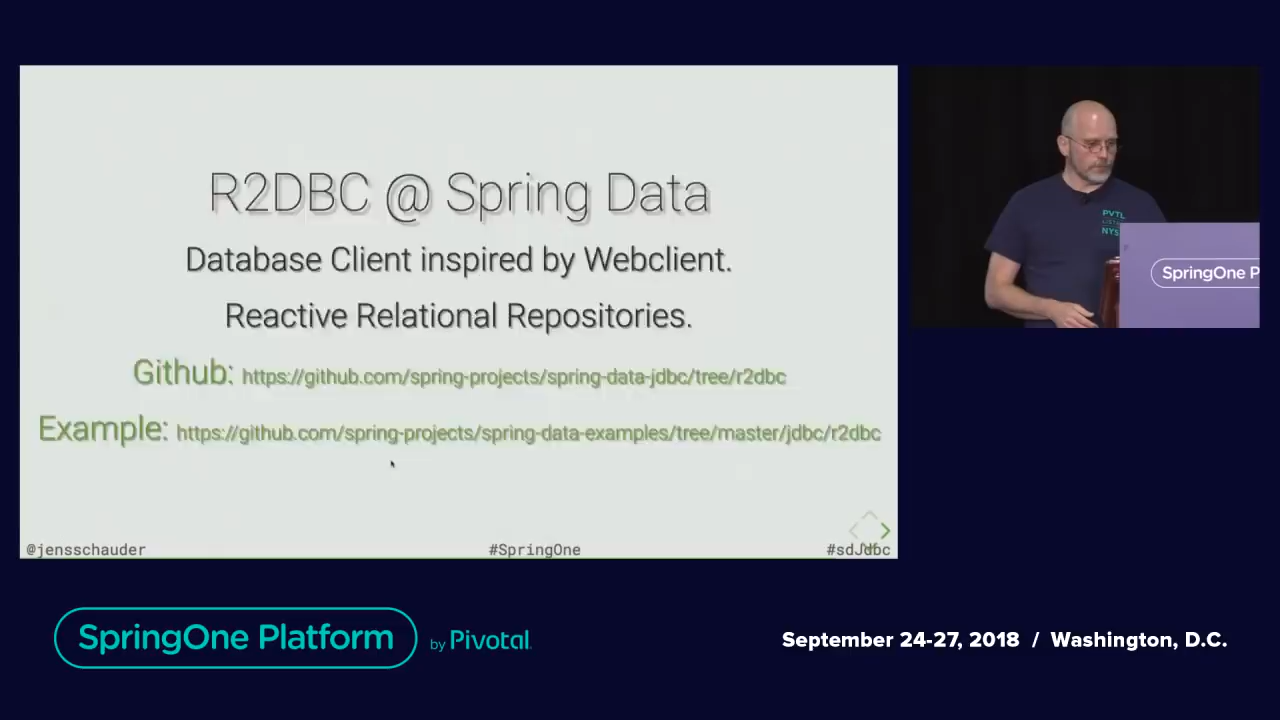 R2DBC @ Spring Data
Database Client inspired by Webclient.
Reactive Relational Repositories.
Github: https://github.com/spring-projects/spring-data-jdbc/tree/r2dbc
Example: https://github.com/spring-projects/spring-data-examples/tree/master/jdbc/r2dbc
@jensschauder
#SpringOne
#sdJdbc
PVTL
NYS
SpringOne P
SpringOne Platform
by Pivotal.
September 24-27, 2018 / Washington, D.C.